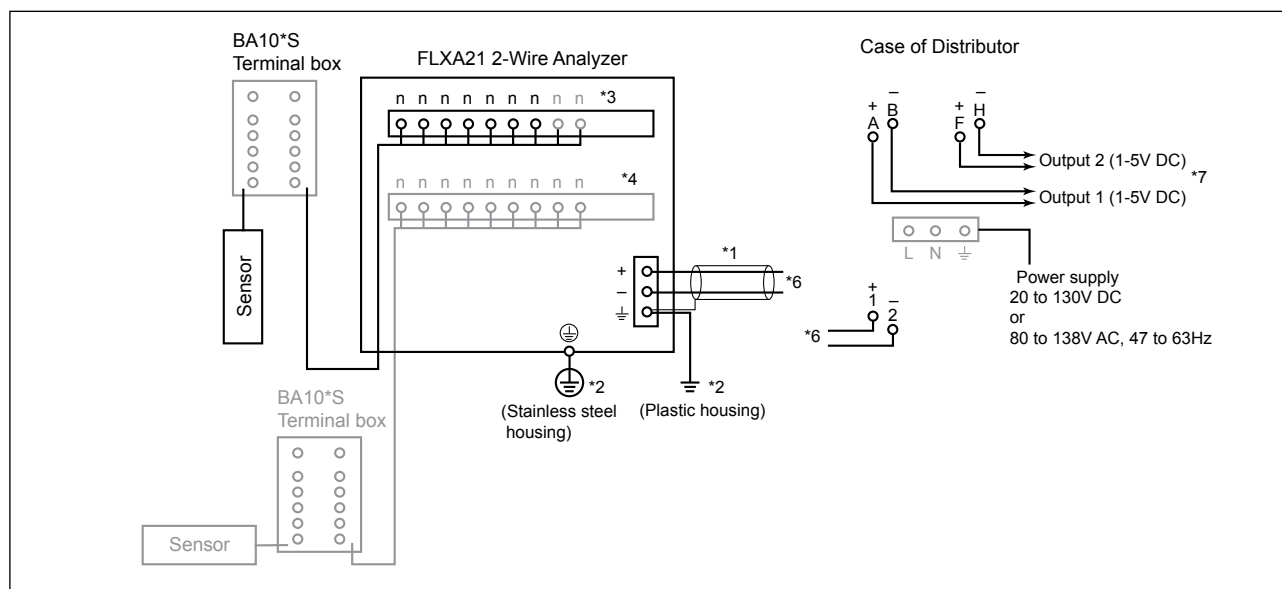 BA10*S
Terminal box
FLXA21 2-Wire Analyzer
Case of Distributor
n n n n n n n n n *3
n n n n n n n n n *4
Sensor
+ A
– B
+ F
– H
Output 2 (1-5V DC)
*7
Output 1 (1-5V DC)
L N
Power supply
20 to 130V DC
or
80 to 138V AC, 47 to 63Hz
+
–
*1
*6
+ 1
– 2
*6
*2
(Stainless steel
housing)
*2
(Plastic housing)
BA10*S
Terminal box
Sensor